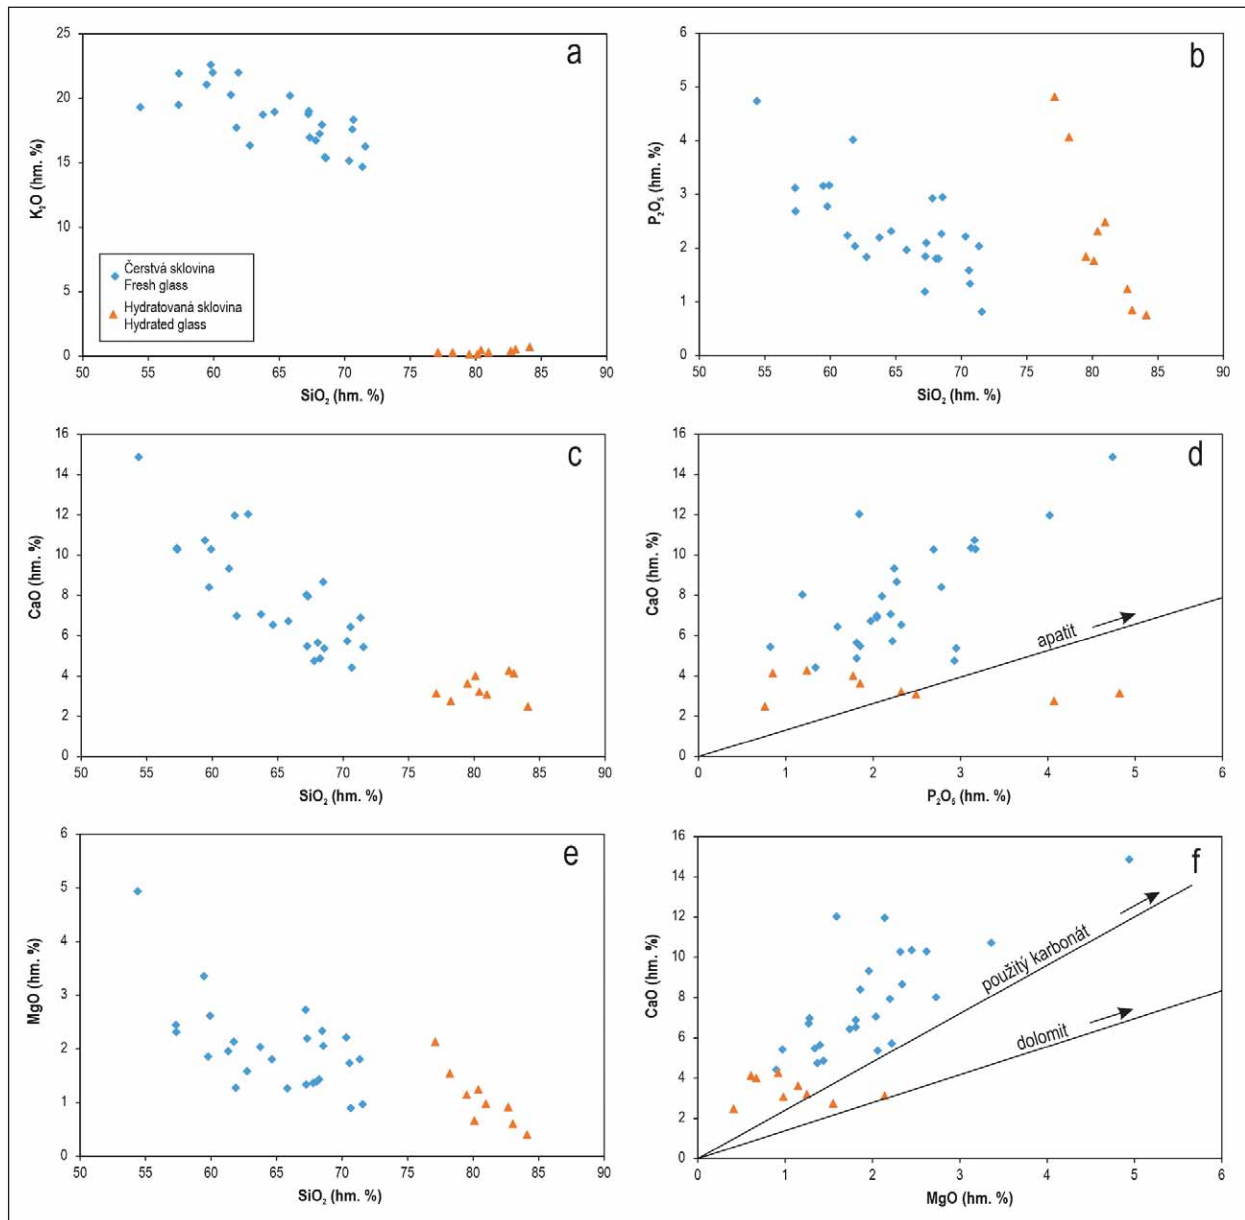 a
25
20
15
10
5
0
K₂O (hm. %)
Čerstvá sklovina
Fresh glass
Hydratovaná sklovina
Hydrated glass
50 55 60 65 70 75 80 85 90
SiO₂ (hm. %)
b
6
5
4
3
2
1
0
P₂O₅ (hm. %)
50 55 60 65 70 75 80 85 90
SiO₂ (hm. %)
c
16
14
12
10
8
6
4
2
0
CaO (hm. %)
50 55 60 65 70 75 80 85 90
SiO₂ (hm. %)
d
16
14
12
10
8
6
4
2
0
CaO (hm. %)
apatit
0 1 2 3 4 5 6
P₂O₅ (hm. %)
e
6
5
4
3
2
1
0
MgO (hm. %)
50 55 60 65 70 75 80 85 90
SiO₂ (hm. %)
f
16
14
12
10
8
6
4
2
0
CaO (hm. %)
použitý karbonát
dolomit
0 1 2 3 4 5 6
MgO (hm. %)